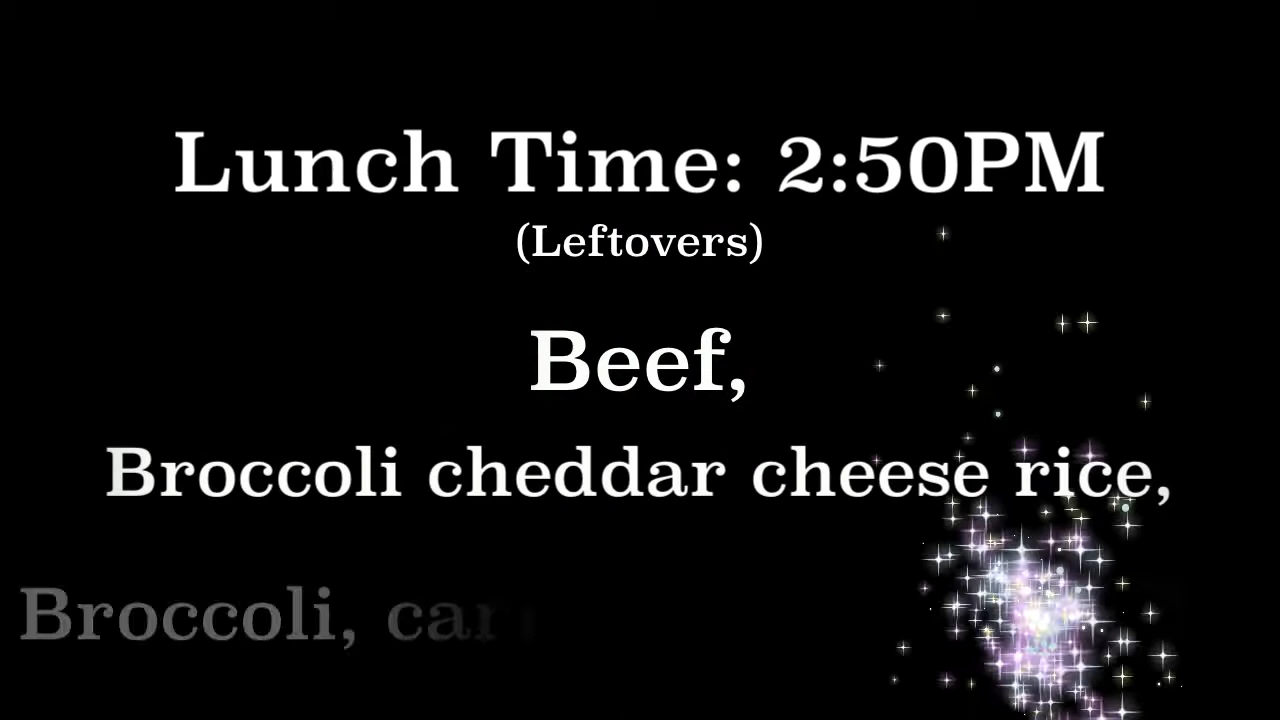 Lunch Time: 2:50PM
(Leftovers)
Beef,
Broccoli cheddar cheese rice,
Broccoli,